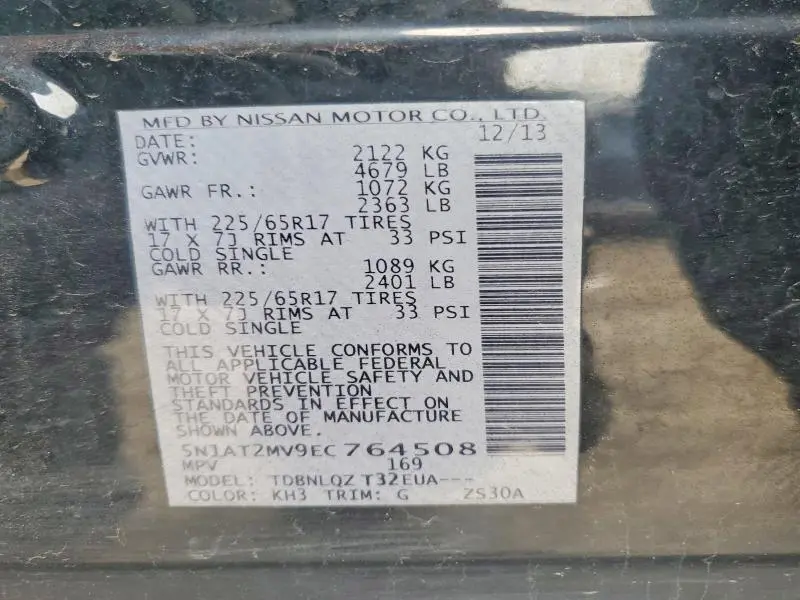 MFD BY NISSAN MOTOR CO., LTD.
DATE: 12/13
GVWR: 2122 KG
4679 LB
GAWR FR.: 1072 KG
2363 LB
WITH 225/65R17 TIRES
17 X 7J RIMS AT 33 PSI
COLD SINGLE
GAWR RR.: 1089 KG
2401 LB
WITH 225/65R17 TIRES
17 X 7J RIMS AT 33 PSI
COLD SINGLE
THIS VEHICLE CONFORMS TO
ALL APPLICABLE FEDERAL
MOTOR VEHICLE SAFETY AND
THEFT PREVENTION
STANDARDS IN EFFECT ON
THE DATE OF MANUFACTURE
SHOWN ABOVE.
5N1AT2MV9EC764508
MPV 169
MODEL: TDBNLQZ T32EUA---
COLOR: KH3 TRIM: G ZS30A